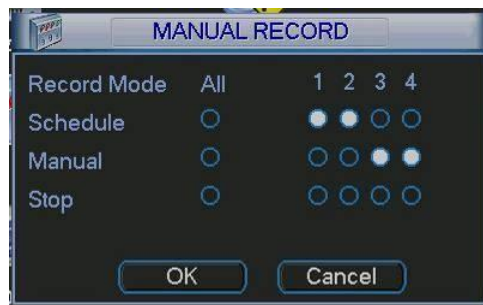 MANUAL RECORD
Record Mode All 1 2 3 4
Schedule
Manual
Stop
OK Cancel